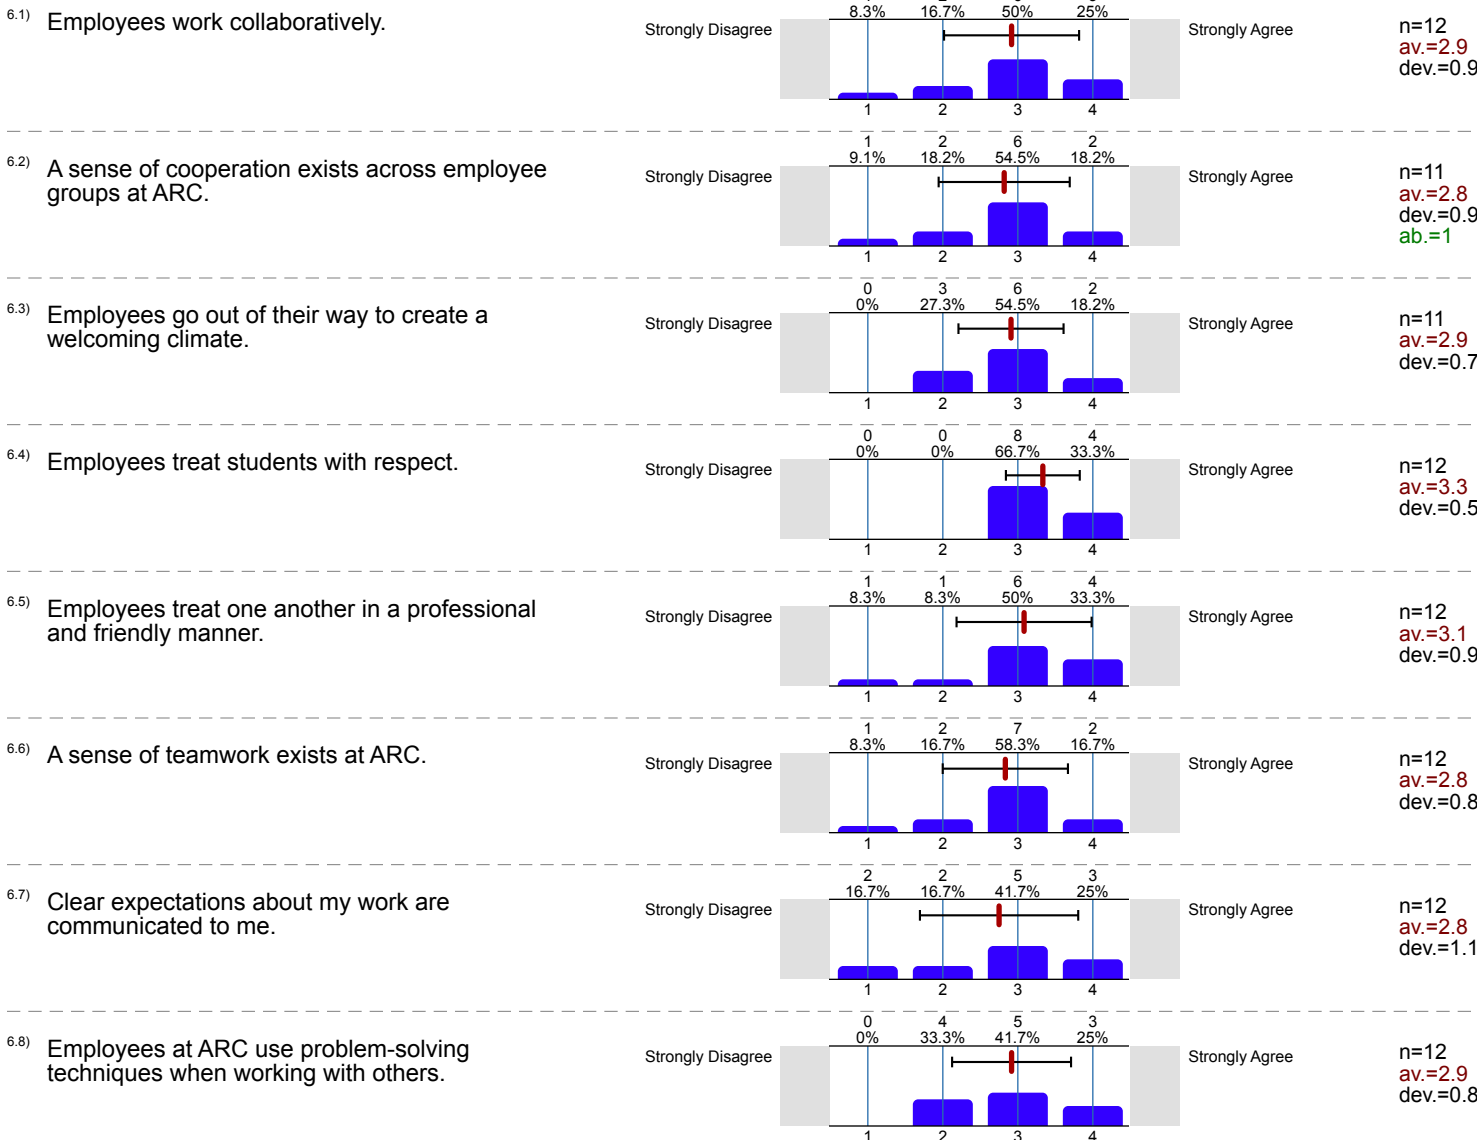 8.3% 16.7% 50% 25%
6.1) Employees work collaboratively.
Strongly Disagree Strongly Agree
n=12
av.=2.9
dev.=0.9
1 2 3 4
1 2 6 2
9.1% 18.2% 54.5% 18.2%
6.2) A sense of cooperation exists across employee
groups at ARC.
Strongly Disagree Strongly Agree
n=11
av.=2.8
dev.=0.9
ab.=1
1 2 3 4
0 3 6 2
0% 27.3% 54.5% 18.2%
6.3) Employees go out of their way to create a
welcoming climate.
Strongly Disagree Strongly Agree
n=11
av.=2.9
dev.=0.7
1 2 3 4
0 0 8 4
0% 0% 66.7% 33.3%
6.4) Employees treat students with respect.
Strongly Disagree Strongly Agree
n=12
av.=3.3
dev.=0.5
1 2 3 4
1 1 6 4
8.3% 8.3% 50% 33.3%
6.5) Employees treat one another in a professional
and friendly manner.
Strongly Disagree Strongly Agree
n=12
av.=3.1
dev.=0.9
1 2 3 4
1 2 7 2
8.3% 16.7% 58.3% 16.7%
6.6) A sense of teamwork exists at ARC.
Strongly Disagree Strongly Agree
n=12
av.=2.8
dev.=0.8
1 2 3 4
2 2 5 3
16.7% 16.7% 41.7% 25%
6.7) Clear expectations about my work are
communicated to me.
Strongly Disagree Strongly Agree
n=12
av.=2.8
dev.=1.1
1 2 3 4
0 4 5 3
0% 33.3% 41.7% 25%
6.8) Employees at ARC use problem-solving
techniques when working with others.
Strongly Disagree Strongly Agree
n=12
av.=2.9
dev.=0.8
1 2 3 4